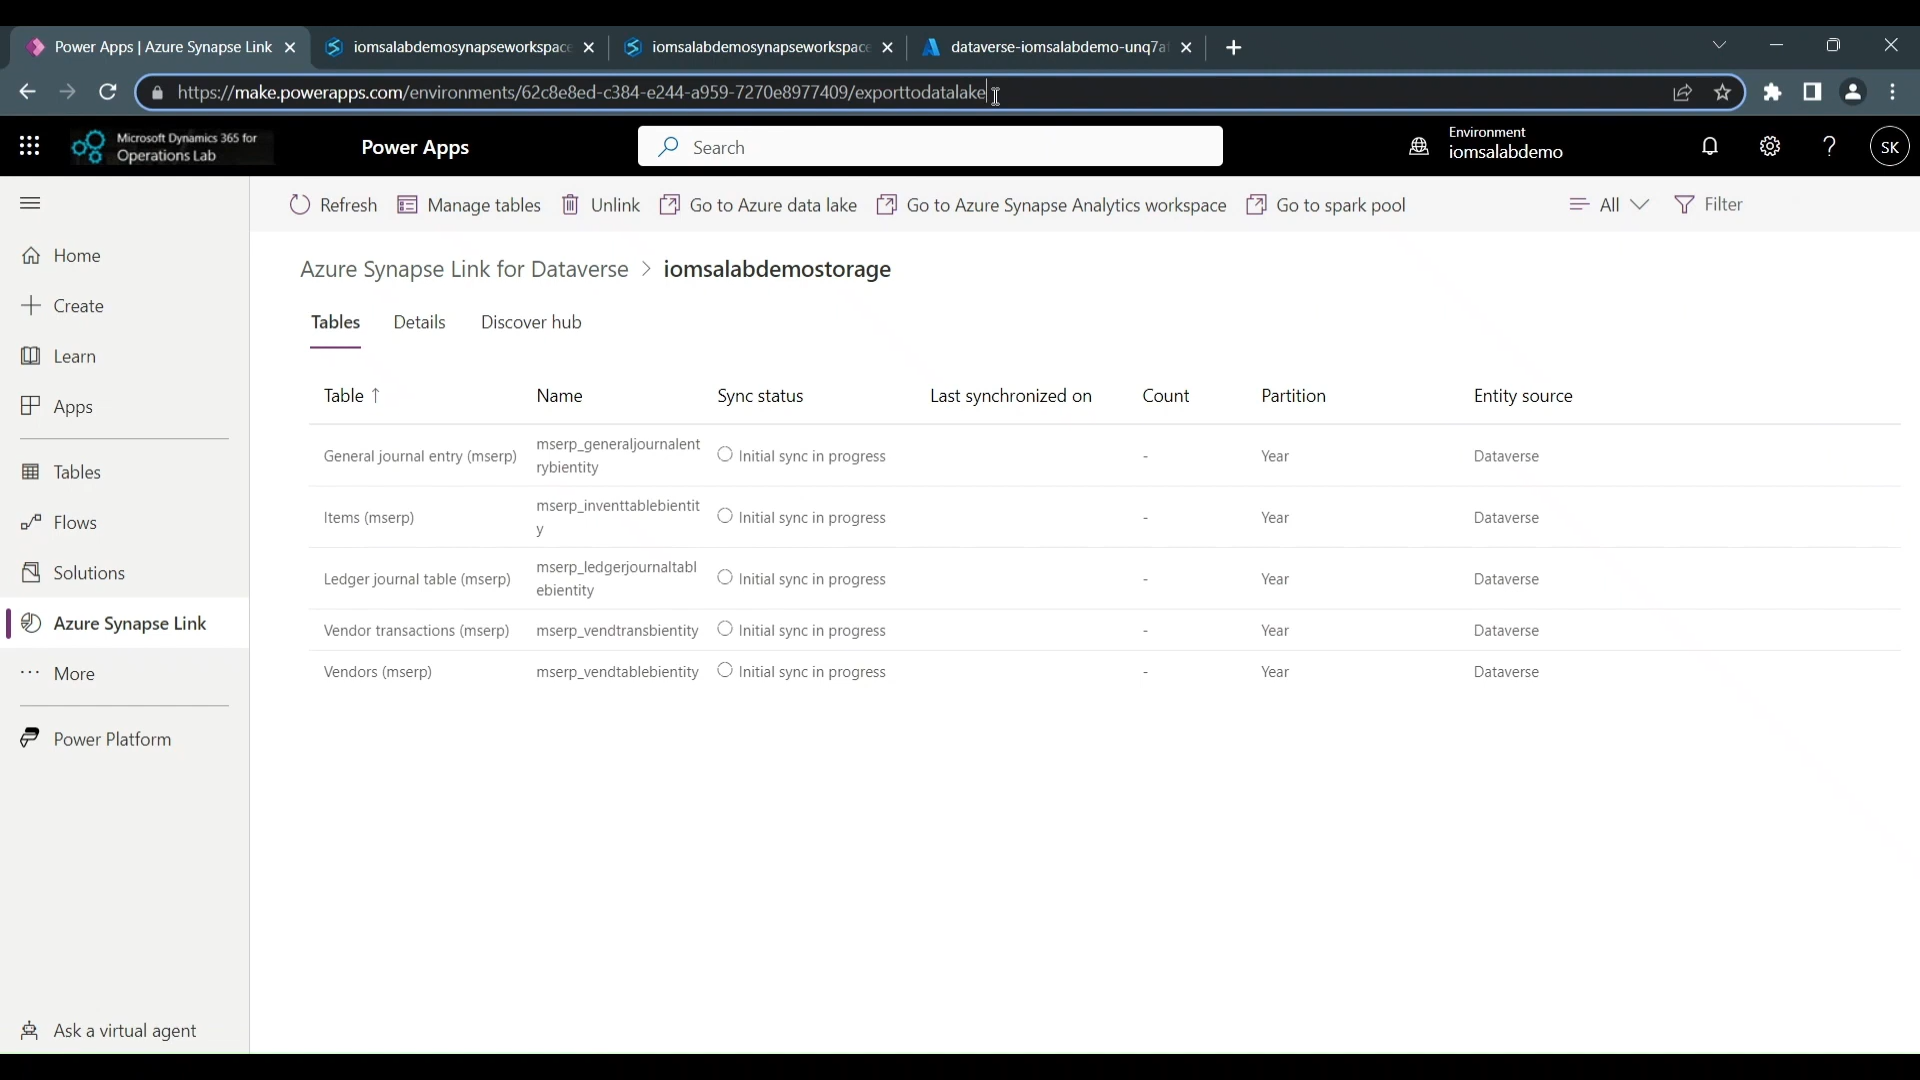 Power Apps | Azure Synapse Link
iomsalabdemosynapseworkspace
iomsalabdemosynapseworkspace
dataverse-iomsalabdemo-unq7a
https://make.powerapps.com/environments/62c8e8ed-c384-e244-a959-7270e8977409/exporttodatalake
Microsoft Dynamics 365 for
Operations Lab
Power Apps
Search
Environment
iomsalabdemo
SK
Refresh
Manage tables
Unlink
Go to Azure data lake
Go to Azure Synapse Analytics workspace
Go to spark pool
All
Filter
Home
Create
Learn
Apps
Tables
Flows
Solutions
Azure Synapse Link
More
Power Platform
Ask a virtual agent
Azure Synapse Link for Dataverse > iomsalabdemostorage
Tables Details Discover hub
Table ↑ Name Sync status Last synchronized on Count Partition Entity source
General journal entry (mserp) mserp_generaljournalent Initial sync in progress - Year Dataverse
rybientity
Items (mserp) mserp_inventtablebientit Initial sync in progress - Year Dataverse
y
Ledger journal table (mserp) mserp_ledgerjournaltabl Initial sync in progress - Year Dataverse
ebientity
Vendor transactions (mserp) mserp_vendtransbientity Initial sync in progress - Year Dataverse
Vendors (mserp) mserp_vendtablebientity Initial sync in progress - Year Dataverse